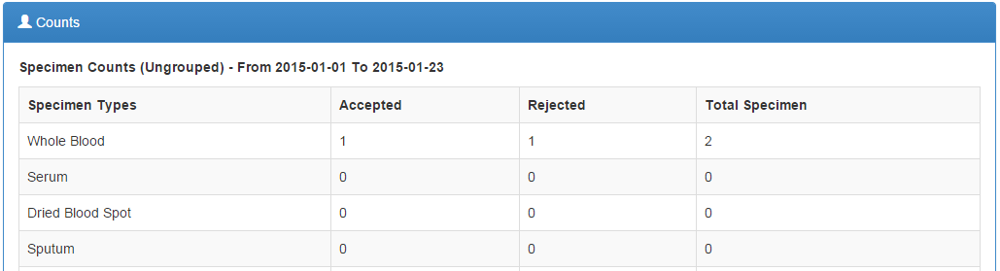 Counts
Specimen Counts (Ungrouped) - From 2015-01-01 To 2015-01-23
Specimen Types Accepted Rejected Total Specimen
Whole Blood 1 1 2
Serum 0 0 0
Dried Blood Spot 0 0 0
Sputum 0 0 0